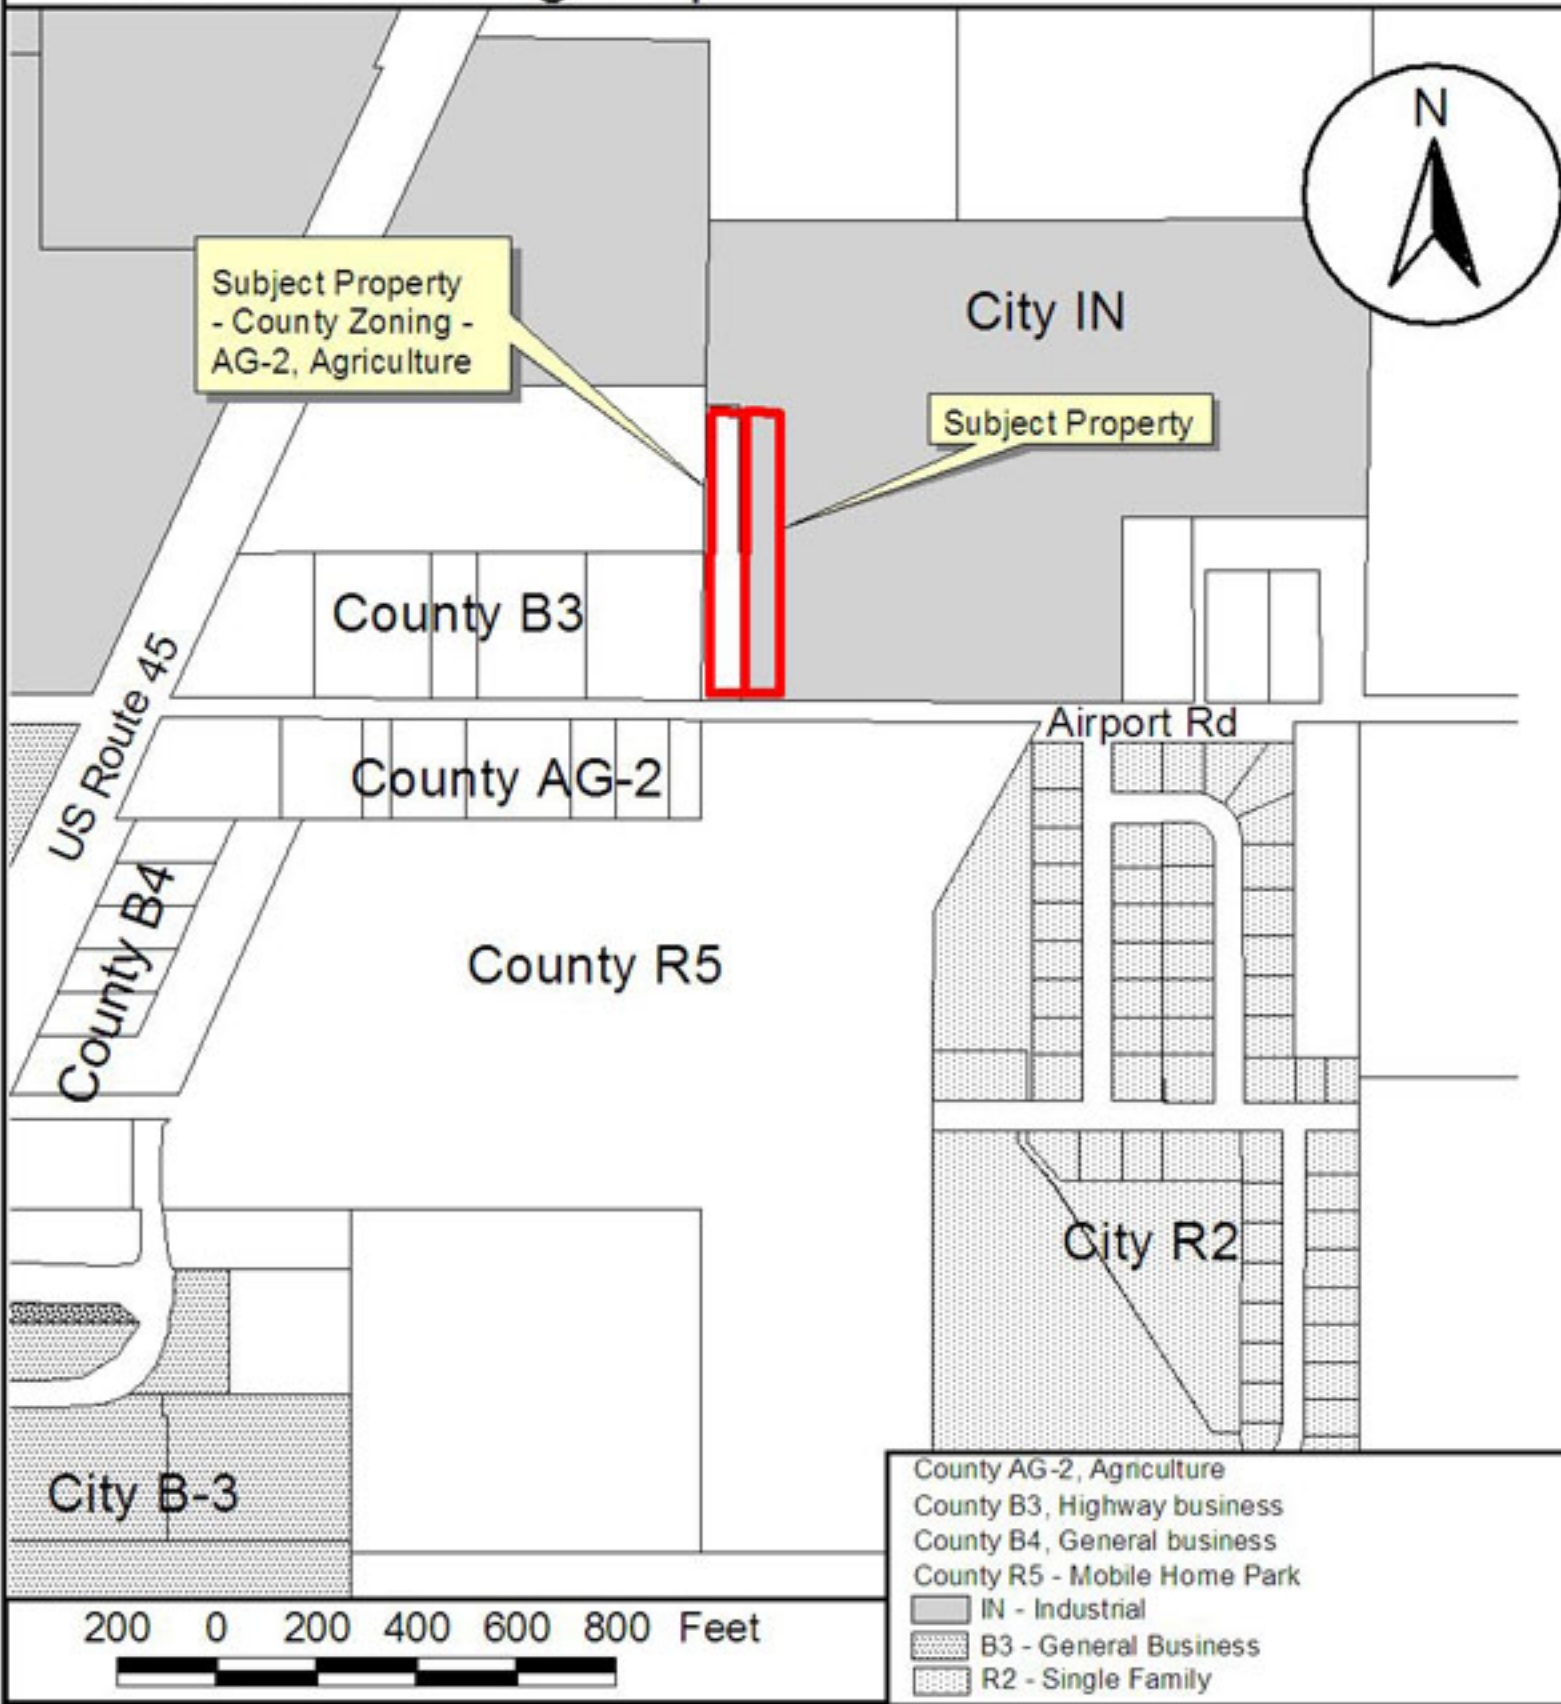 N
Subject Property
- County Zoning -
AG-2, Agriculture
City IN
Subject Property
County B3
US Route 45
Airport Rd
County AG-2
County B4
County R5
City R2
City B-3
County AG-2, Agriculture
County B3, Highway business
County B4, General business
County R5 - Mobile Home Park
IN - Industrial
B3 - General Business
R2 - Single Family
200 0 200 400 600 800 Feet